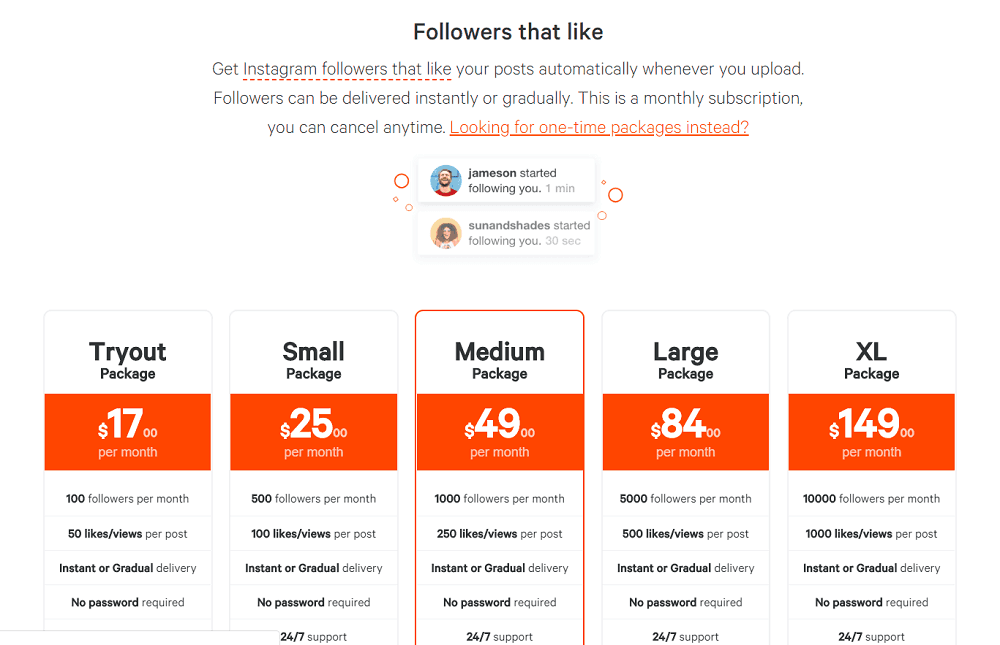 Followers that like
Get Instagram followers that like your posts automatically whenever you upload.
Followers can be delivered instantly or gradually. This is a monthly subscription,
you can cancel anytime. Looking for one-time packages instead?
jameson started
following you. 1 min
sunandshades started
following you. 30 sec
Tryout
Package
$17 00
per month
100 followers per month
50 likes/views per post
Instant or Gradual delivery
No password required
Small
Package
$25 00
per month
500 followers per month
100 likes/views per post
Instant or Gradual delivery
No password required
24/7 support
Medium
Package
$49 00
per month
1000 followers per month
250 likes/views per post
Instant or Gradual delivery
No password required
24/7 support
Large
Package
$84 00
per month
5000 followers per month
500 likes/views per post
Instant or Gradual delivery
No password required
24/7 support
XL
Package
$149 00
per month
10000 followers per month
1000 likes/views per post
Instant or Gradual delivery
No password required
24/7 support